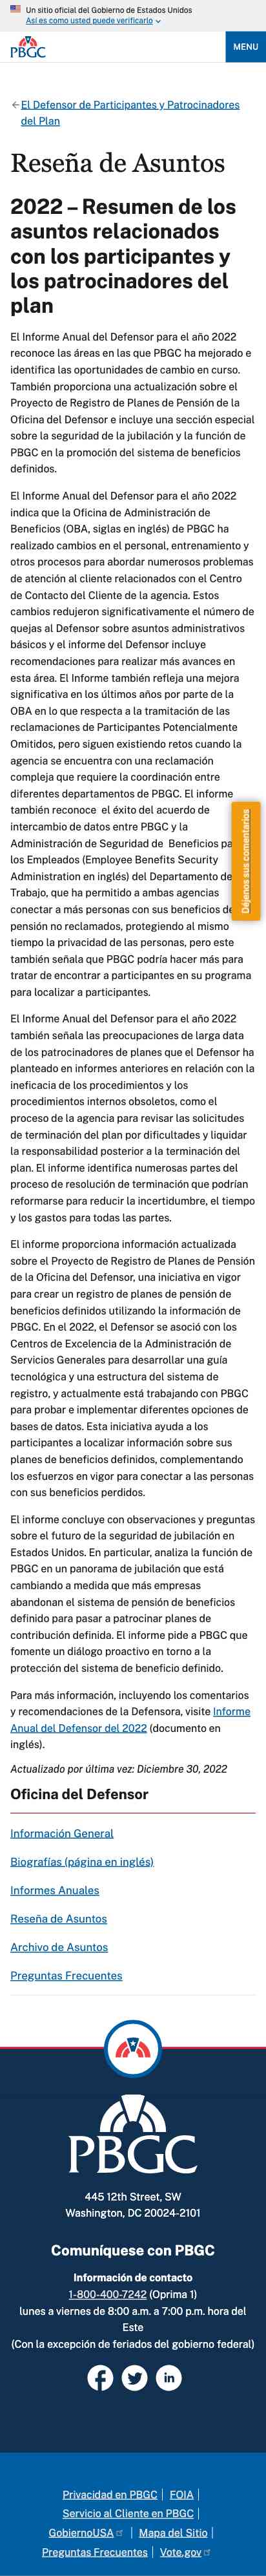 Un sitio oficial del Gobierno de Estados Unidos
Así es como usted puede verificarlo
PBGC
MENU
El Defensor de Participantes y Patrocinadores
del Plan
Reseña de Asuntos
2022 – Resumen de los
asuntos relacionados
con los participantes y
los patrocinadores del
plan
El Informe Anual del Defensor para el año 2022
reconoce las áreas en las que PBGC ha mejorado e
identifica las oportunidades de cambio en curso.
También proporciona una actualización sobre el
Proyecto de Registro de Planes de Pensión de la
Oficina del Defensor e incluye una sección especial
sobre la seguridad de la jubilación y la función de
PBGC en la promoción del sistema de beneficios
definidos.
El Informe Anual del Defensor para el año 2022
indica que la Oficina de Administración de
Beneficios (OBA, siglas en inglés) de PBGC ha
realizado cambios en el personal, entrenamiento y
otros procesos para abordar numerosos problemas
de atención al cliente relacionados con el Centro
de Contacto del Cliente de la agencia. Estos
cambios redujeron significativamente el número de
quejas al Defensor sobre asuntos administrativos
básicos y el informe del Defensor incluye
recomendaciones para realizar más avances en
esta área. El Informe también refleja una mejora
significativa en los últimos años por parte de la
OBA en lo que respecta a la tramitación de las
reclamaciones de Participantes Potencialmente
Omitidos, pero siguen existiendo retos cuando la
agencia se encuentra con una reclamación
compleja que requiere la coordinación entre
diferentes departamentos de PBGC. El informe
también reconoce  el éxito de acuerdo de
intercambio de datos entre PBGC y la
Administración de Seguridad de  Beneficios pa
los Empleados (Employee Benefits Security
Administration en inglés) del Departamento de
Trabajo, que ha permitido a ambas agencias
conectar a más personas con sus beneficios de
pensión no reclamados, protegiendo al mismo
tiempo la privacidad de las personas, pero este
también señala que PBGC podría hacer más para
tratar de encontrar a participantes en su programa
para localizar a participantes.
Déjenos sus comentarios
El Informe Anual del Defensor para el año 2022
también señala las preocupaciones de larga data
de los patrocinadores de planes que el Defensor ha
planteado en informes anteriores en relación con la
ineficacia de los procedimientos y los
procedimientos internos obsoletos, como el
proceso de la agencia para revisar las solicitudes
de terminación del plan por dificultades y liquidar
la responsabilidad posterior a la terminación del
plan. El informe identifica numerosas partes del
proceso de resolución de terminación que podrían
reformarse para reducir la incertidumbre, el tiempo
y los gastos para todas las partes.
El informe proporciona información actualizada
sobre el Proyecto de Registro de Planes de Pensión
de la Oficina del Defensor, una iniciativa en vigor
para crear un registro de planes de pensión de
beneficios definidos utilizando la información de
PBGC. En el 2022, el Defensor se asoció con los
Centros de Excelencia de la Administración de
Servicios Generales para desarrollar una guía
tecnológica y una estructura del sistema de
registro, y actualmente está trabajando con PBGC
para probar e implementar diferentes opciones de
bases de datos. Esta iniciativa ayuda a los
participantes a localizar información sobre sus
planes de beneficios definidos, complementando
los esfuerzos en vigor para conectar a las personas
con sus beneficios perdidos.
El informe concluye con observaciones y preguntas
sobre el futuro de la seguridad de jubilación en
Estados Unidos. En particular, analiza la función de
PBGC en un panorama de jubilación que está
cambiando a medida que más empresas
abandonan el sistema de pensión de beneficios
definido para pasar a patrocinar planes de
contribución definida. El informe pide a PBGC que
fomente un diálogo proactivo en torno a la
protección del sistema de beneficio definido.
Para más información, incluyendo los comentarios
y recomendaciones de la Defensora, visite Informe
Anual del Defensor del 2022 (documento en
inglés).
Actualizado por última vez: Diciembre 30, 2022
Oficina del Defensor
Información General
Biografías (página en inglés)
Informes Anuales
Reseña de Asuntos
Archivo de Asuntos
Preguntas Frecuentes
PBGC
445 12th Street, SW
Washington, DC 20024-2101
Comuníquese con PBGC
Información de contacto
1-800-400-7242 (Oprima 1)
lunes a viernes de 8:00 a.m. a 7:00 p.m. hora del
Este
(Con la excepción de feriados del gobierno federal)
Privacidad en PBGC | FOIA |
Servicio al Cliente en PBGC |
GobiernoUSA | Mapa del Sitio |
Preguntas Frecuentes | Vote.gov